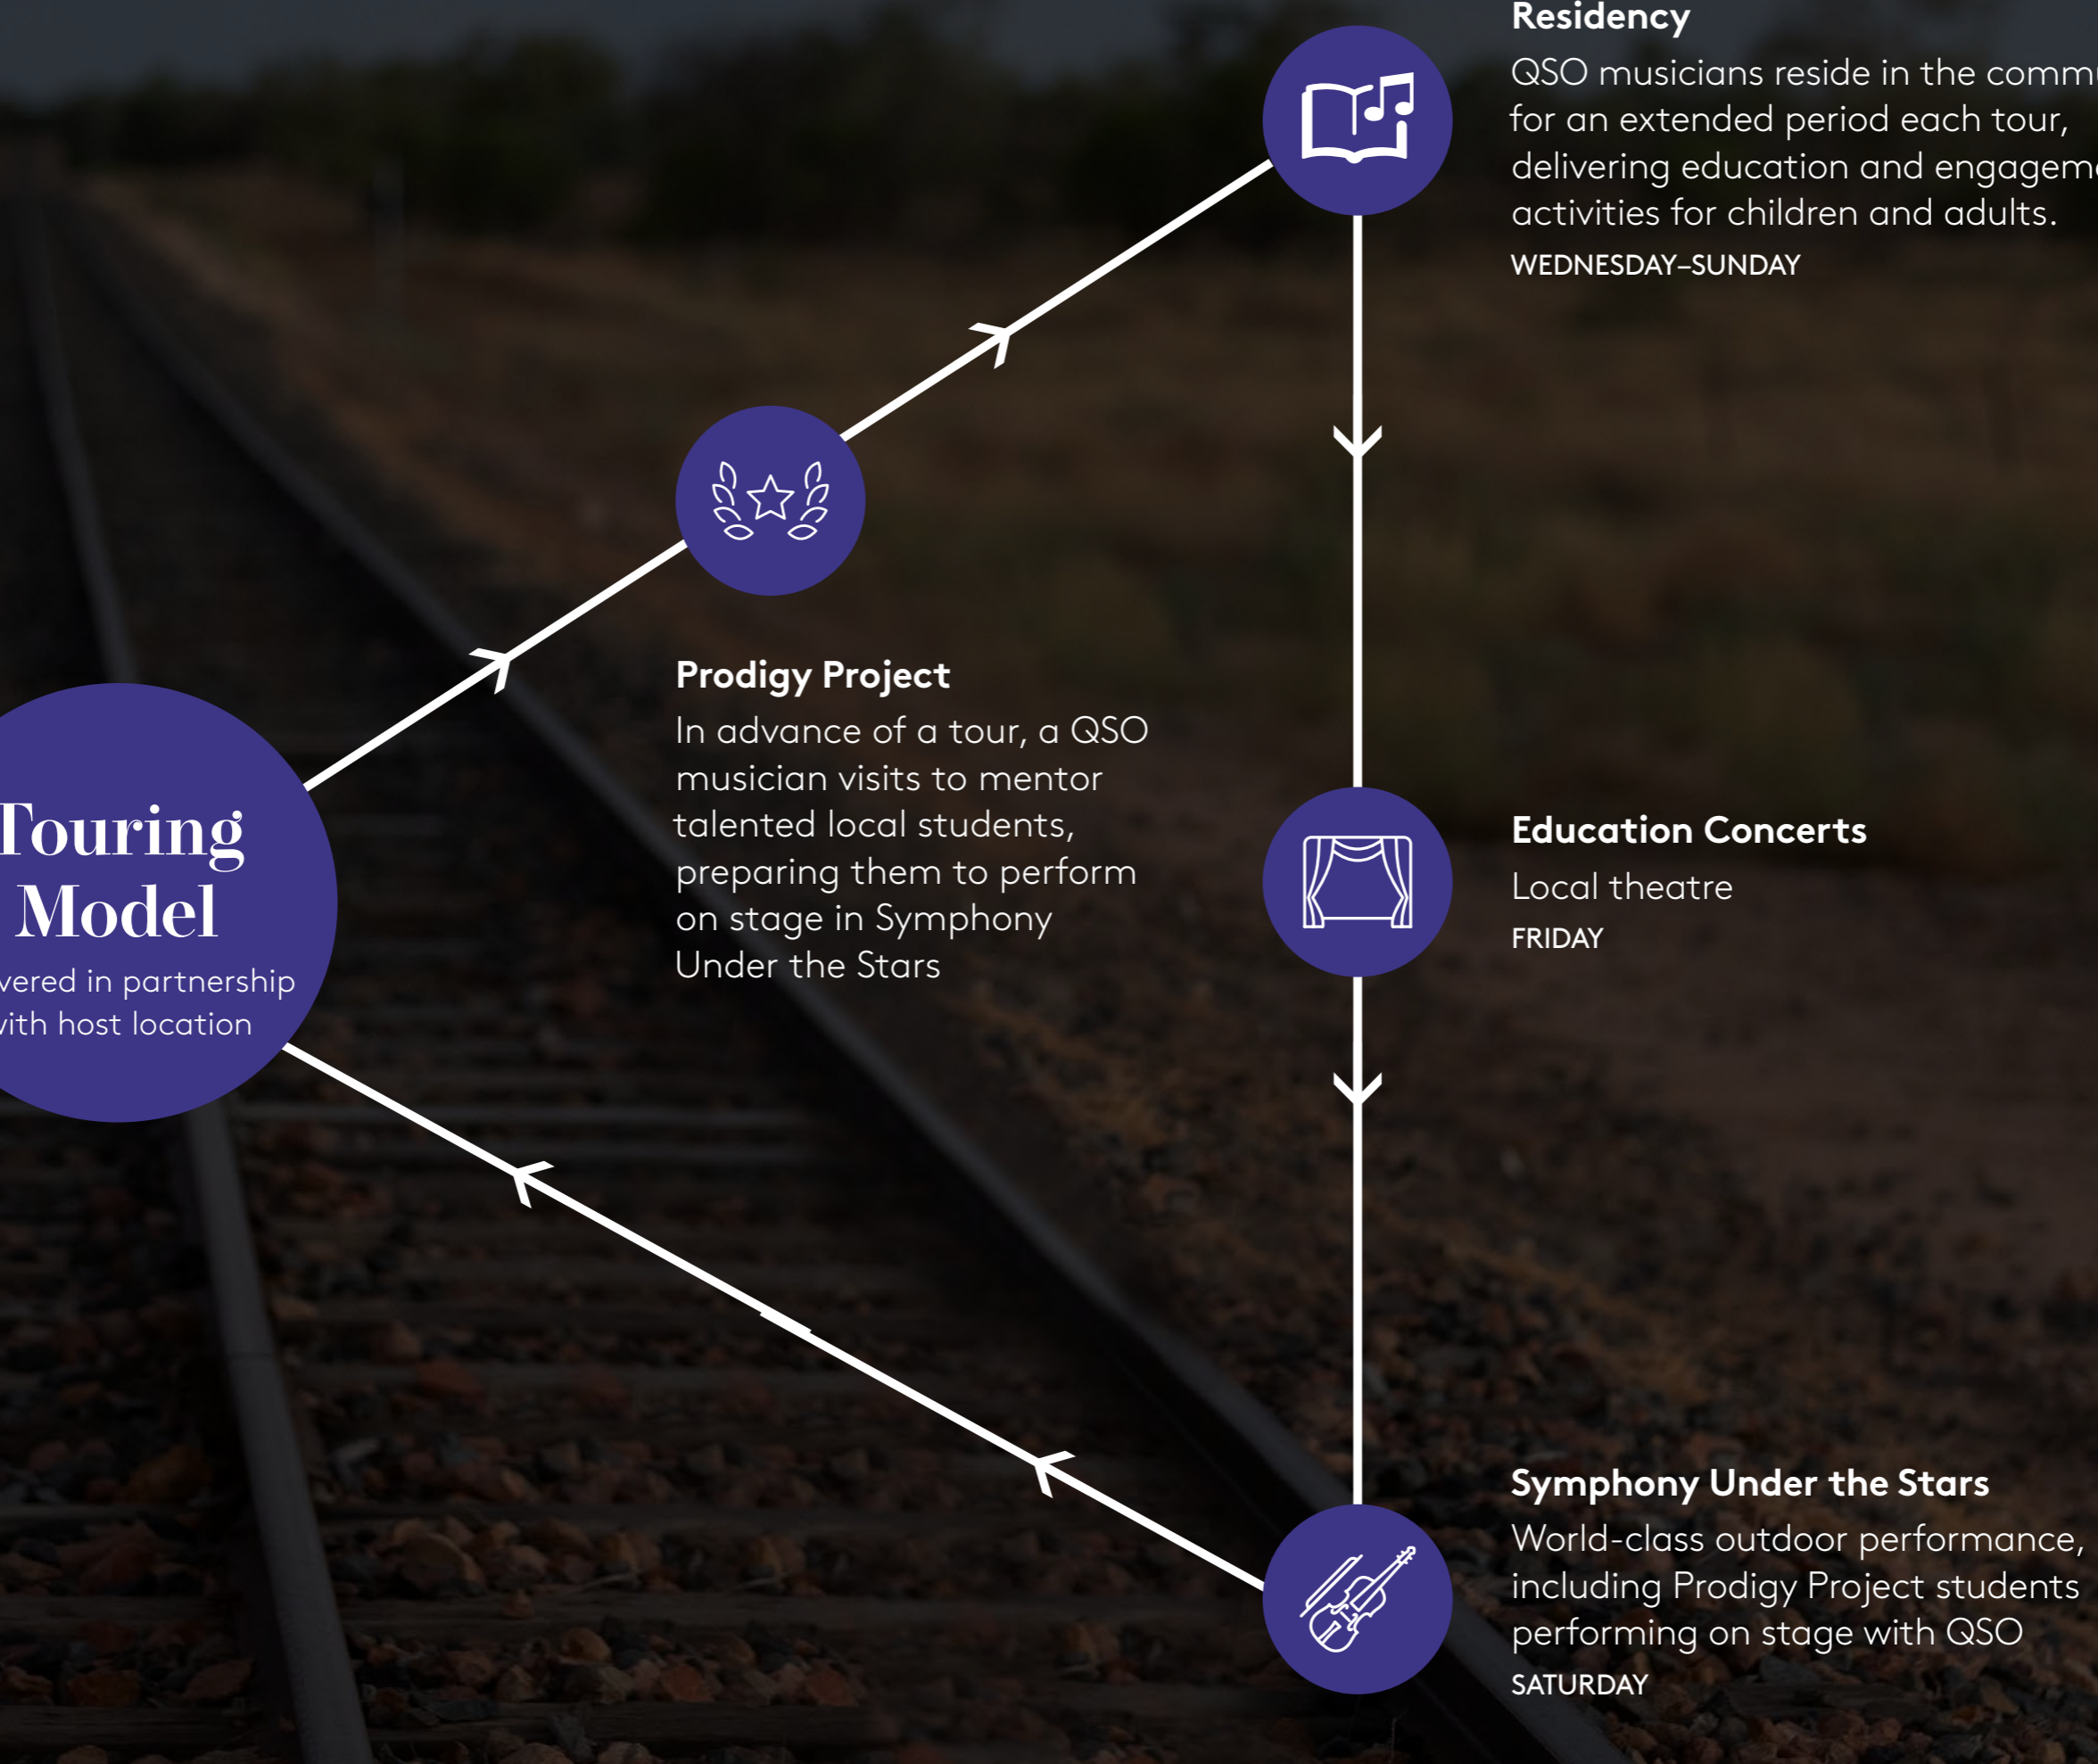 Residency
QSO musicians reside in the
for an extended period each tour,
delivering education and
activities for children and adults.
WEDNESDAY–SUNDAY
Prodigy Project
In advance of a tour, a QSO
musician visits to mentor
talented local students,
preparing them to perform
on stage in Symphony
Under the Stars
Touring
Model
in partnership
with host location
Education Concerts
Local theatre
FRIDAY
Symphony Under the Stars
World-class outdoor performance,
including Prodigy Project students
performing on stage with QSO
SATURDAY